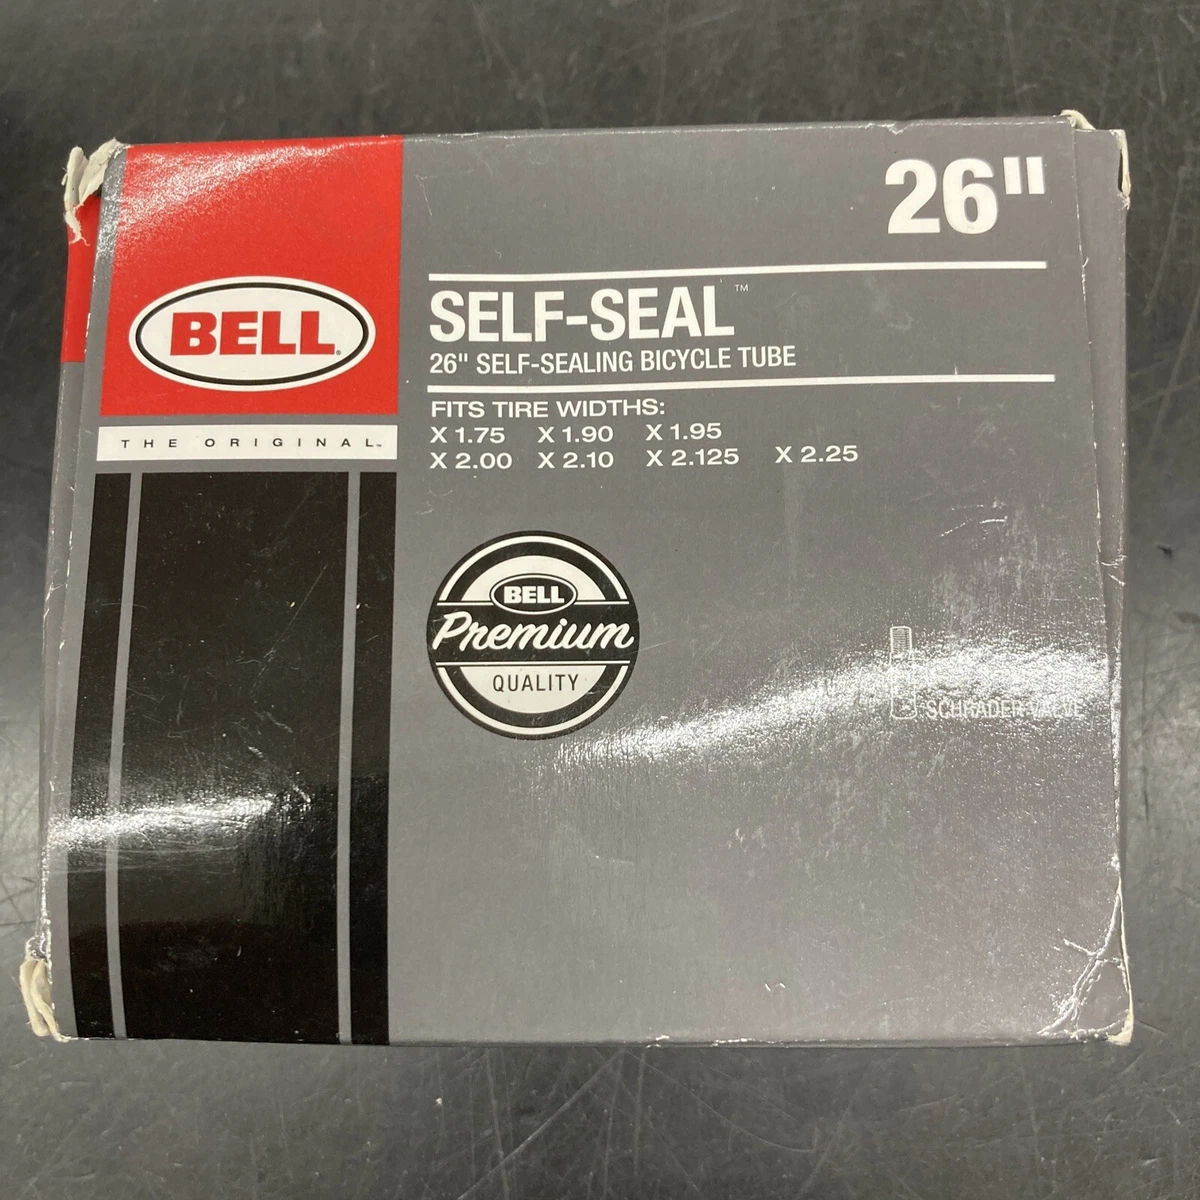 26"
BELL®
THE ORIGINAL™
SELF-SEAL™
26" SELF-SEALING BICYCLE TUBE
FITS TIRE WIDTHS:
X 1.75 X 1.90 X 1.95
X 2.00 X 2.10 X 2.125 X 2.25
BELL
Premium
QUALITY
SCHRADER VALVE